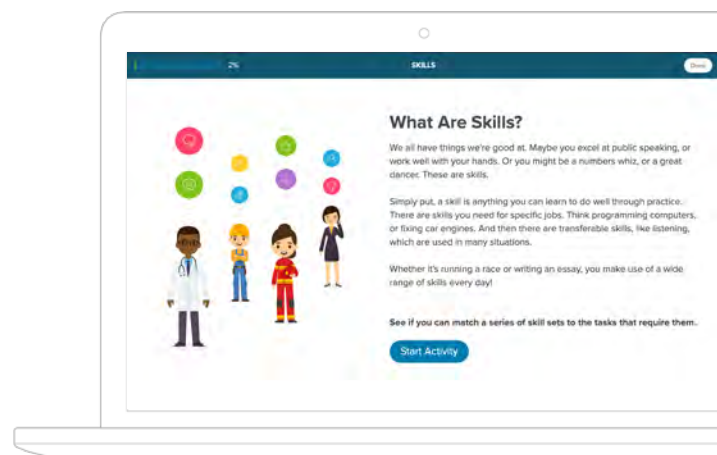 2%
SKILLS
Done
What Are Skills?
We all have things we're good at. Maybe you excel at public speaking, or
work well with your hands. Or you might be a numbers whiz, or a great
dancer. These are skills.
Simply put, a skill is anything you can learn to do well through practice.
There are skills you need for specific jobs. Think programming computers,
or fixing car engines. And then there are transferable skills, like listening,
which are used in many situations.
Whether it's running a race or writing an essay, you make use of a wide
range of skills every day!
See if you can match a series of skill sets to the tasks that require them.
Start Activity